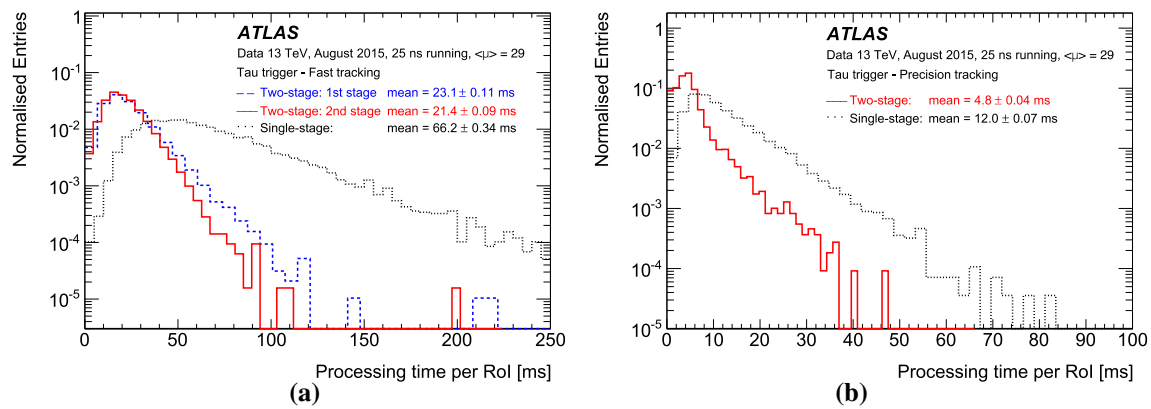 Normalised Entries
1
10⁻¹
10⁻²
10⁻³
10⁻⁴
10⁻⁵
ATLAS
Data 13 TeV, August 2015, 25 ns running, <μ> = 29
Tau trigger - Fast tracking
Two-stage: 1st stage mean = 23.1 ± 0.11 ms
Two-stage: 2nd stage mean = 21.4 ± 0.09 ms
Single-stage: mean = 66.2 ± 0.34 ms
0 50 100 150 200 250
Processing time per RoI [ms]
(a)
Normalised Entries
1
10⁻¹
10⁻²
10⁻³
10⁻⁴
10⁻⁵
ATLAS
Data 13 TeV, August 2015, 25 ns running, <μ> = 29
Tau trigger - Precision tracking
Two-stage: mean = 4.8 ± 0.04 ms
Single-stage: mean = 12.0 ± 0.07 ms
0 10 20 30 40 50 60 70 80 90 100
Processing time per RoI [ms]
(b)